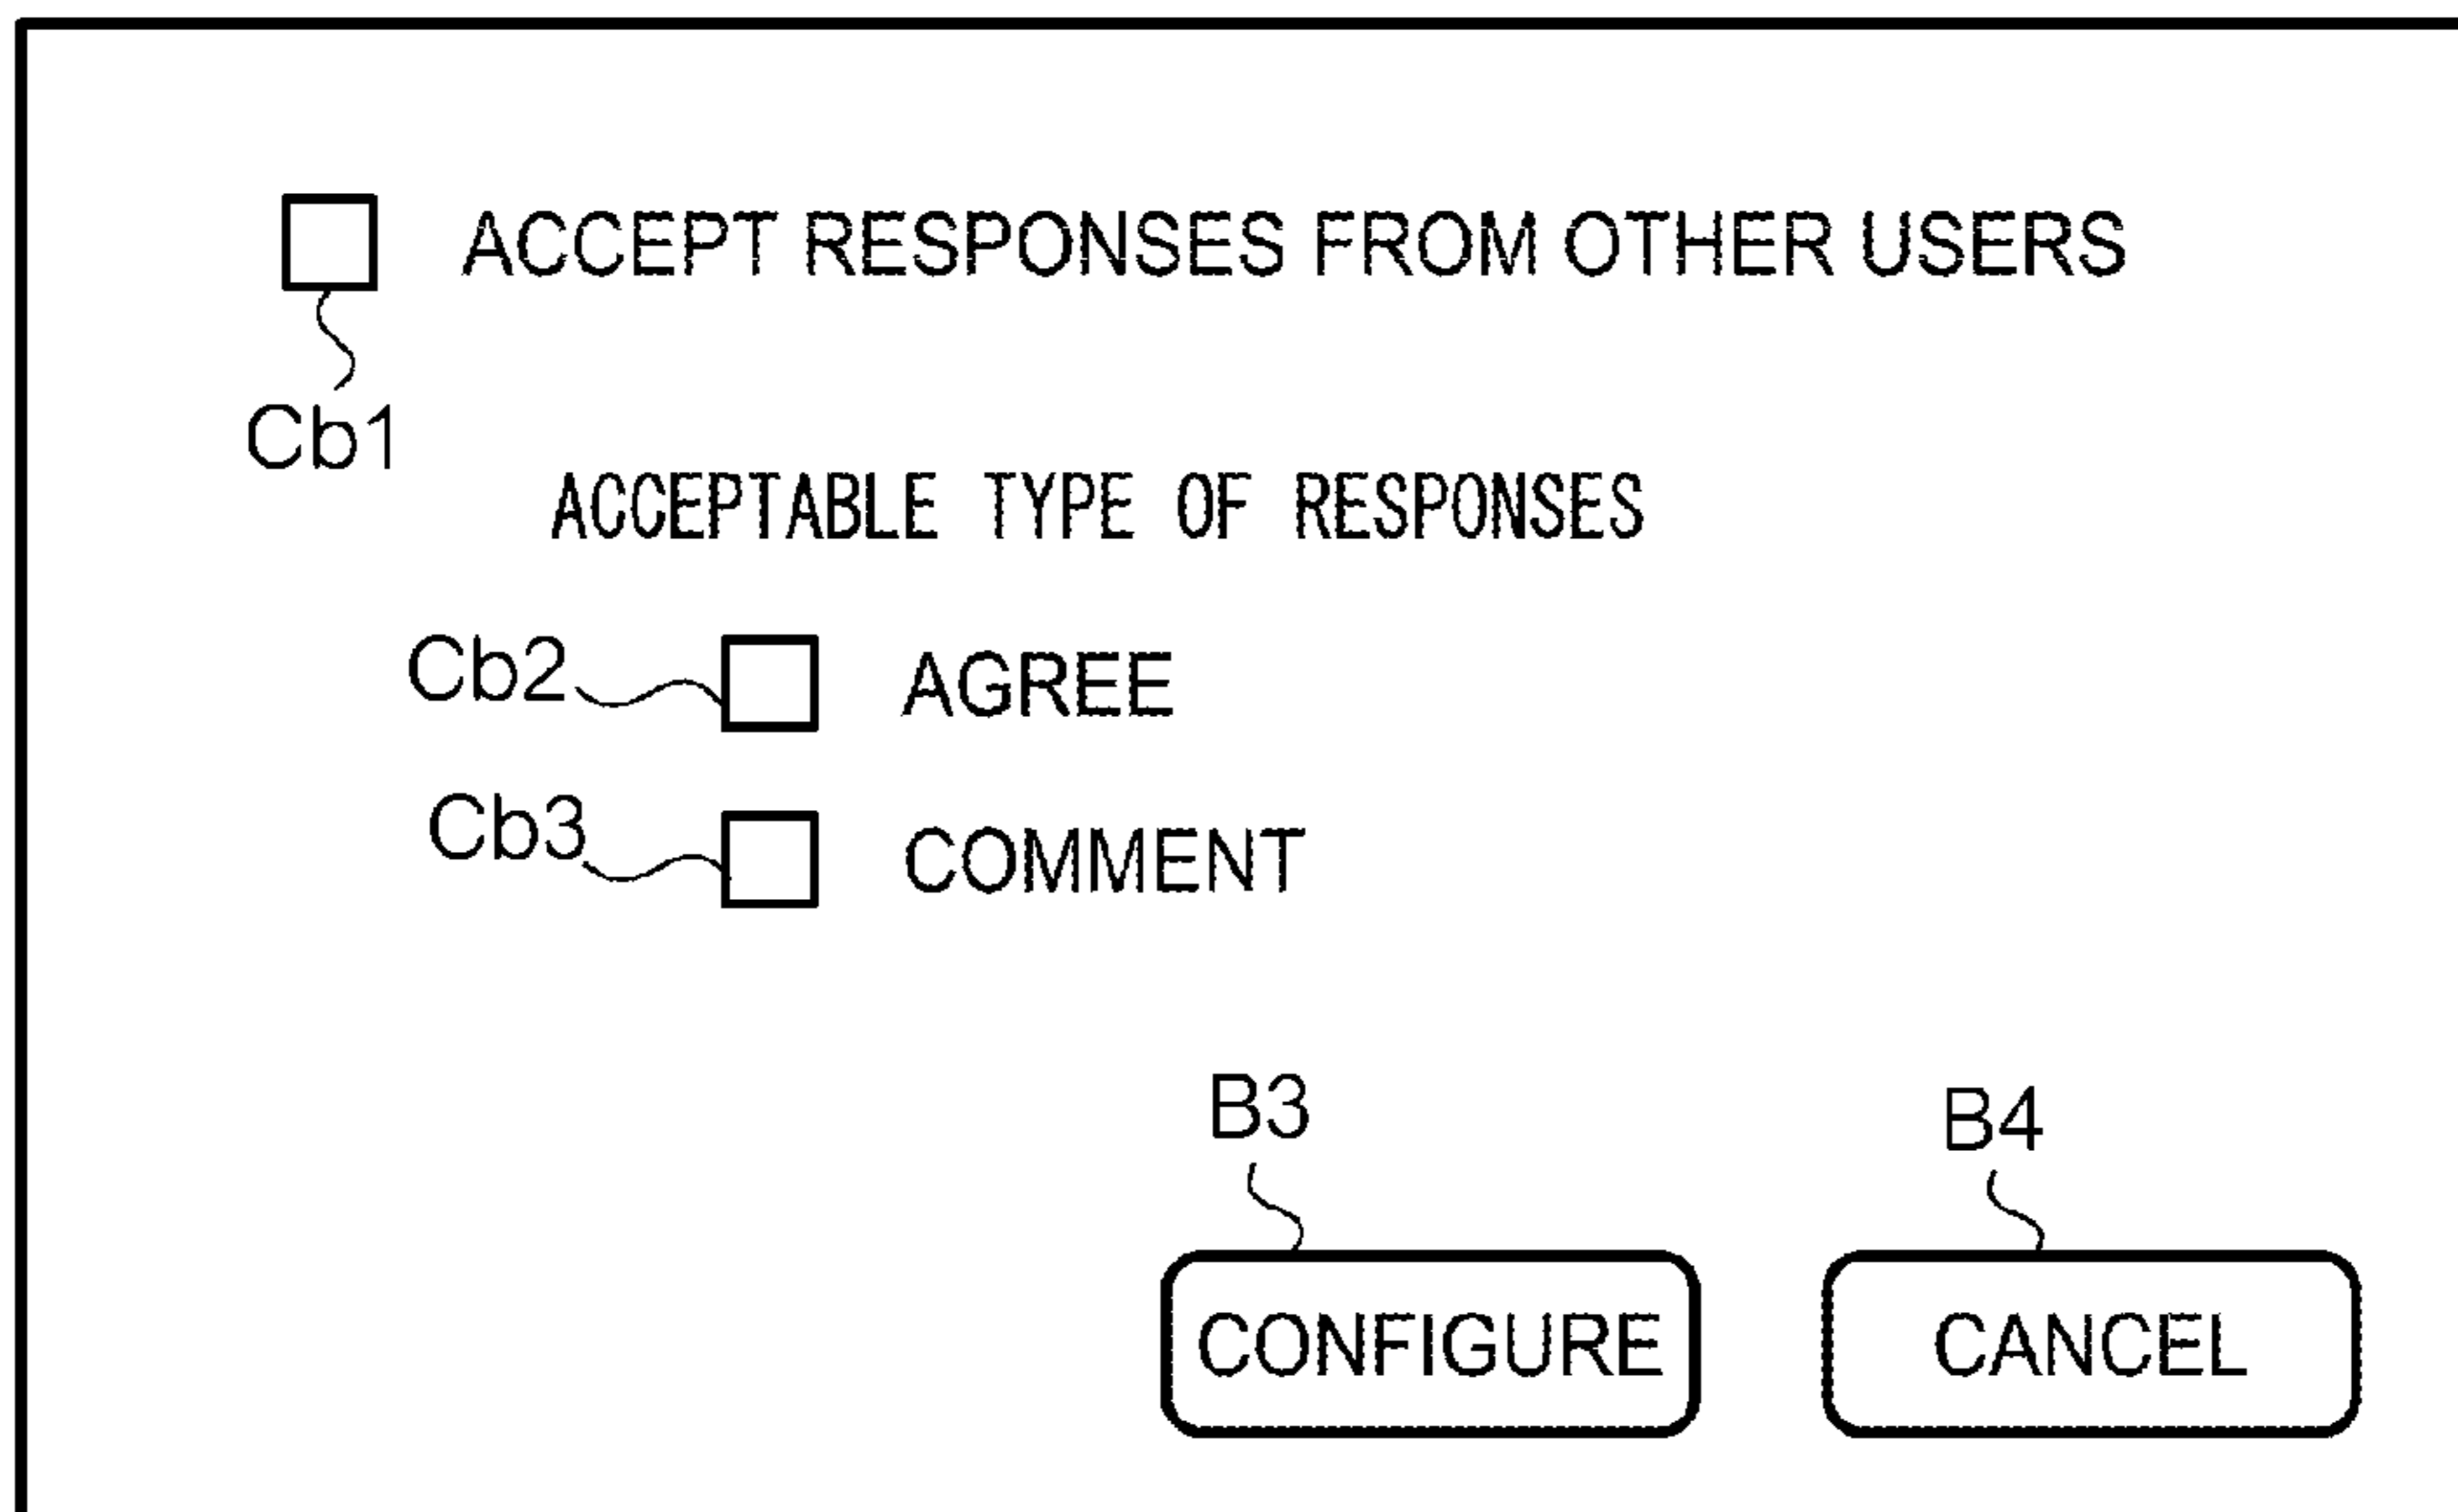 ACCEPT RESPONSES FROM OTHER USERS
Cb1
ACCEPTABLE TYPE OF RESPONSES
Cb2 AGREE
Cb3 COMMENT
B3 B4
CONFIGURE CANCEL